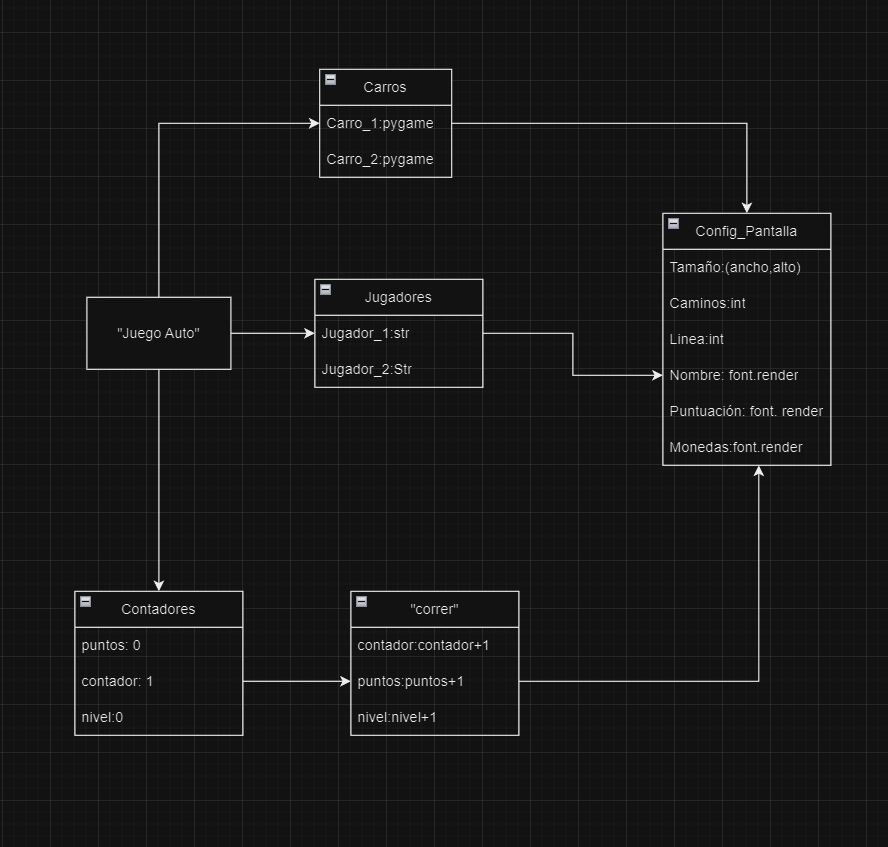 Carros
Carro_1:pygame
Carro_2:pygame
Config_Pantalla
Tamaño:(ancho,alto)
Caminos:int
Linea:int
Nombre: font.render
Puntuación: font. render
Monedas:font.render
"Juego Auto"
Jugadores
Jugador_1:str
Jugador_2:Str
Contadores
puntos: 0
contador: 1
nivel:0
"correr"
contador:contador+1
puntos:puntos+1
nivel:nivel+1